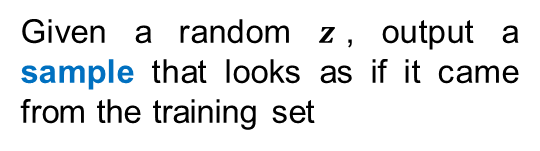 Given a random z , output a
sample that looks as if it came
from the training set